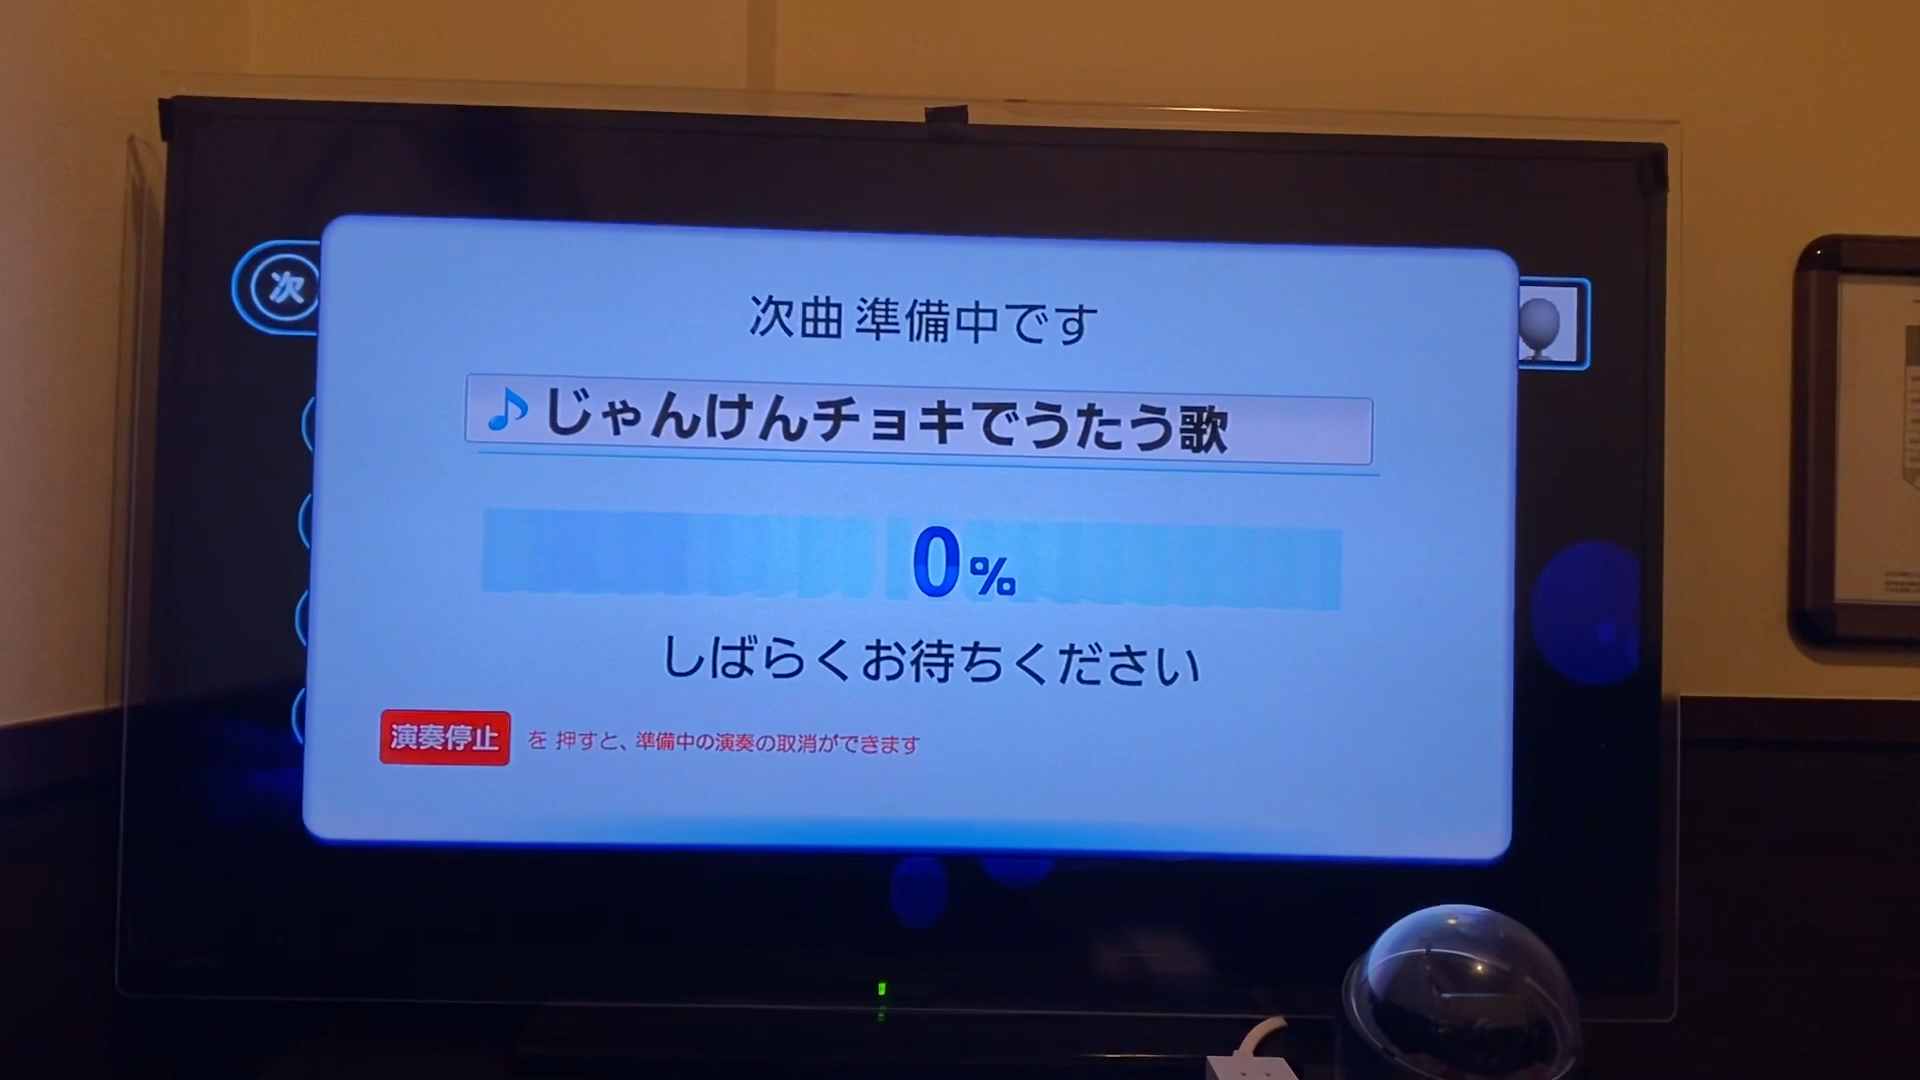 次
次曲 準備中です
じゃんけんチョキでうたう歌
0%
しばらくお待ちください
演奏停止 を 押すと、準備中の演奏の取消ができます